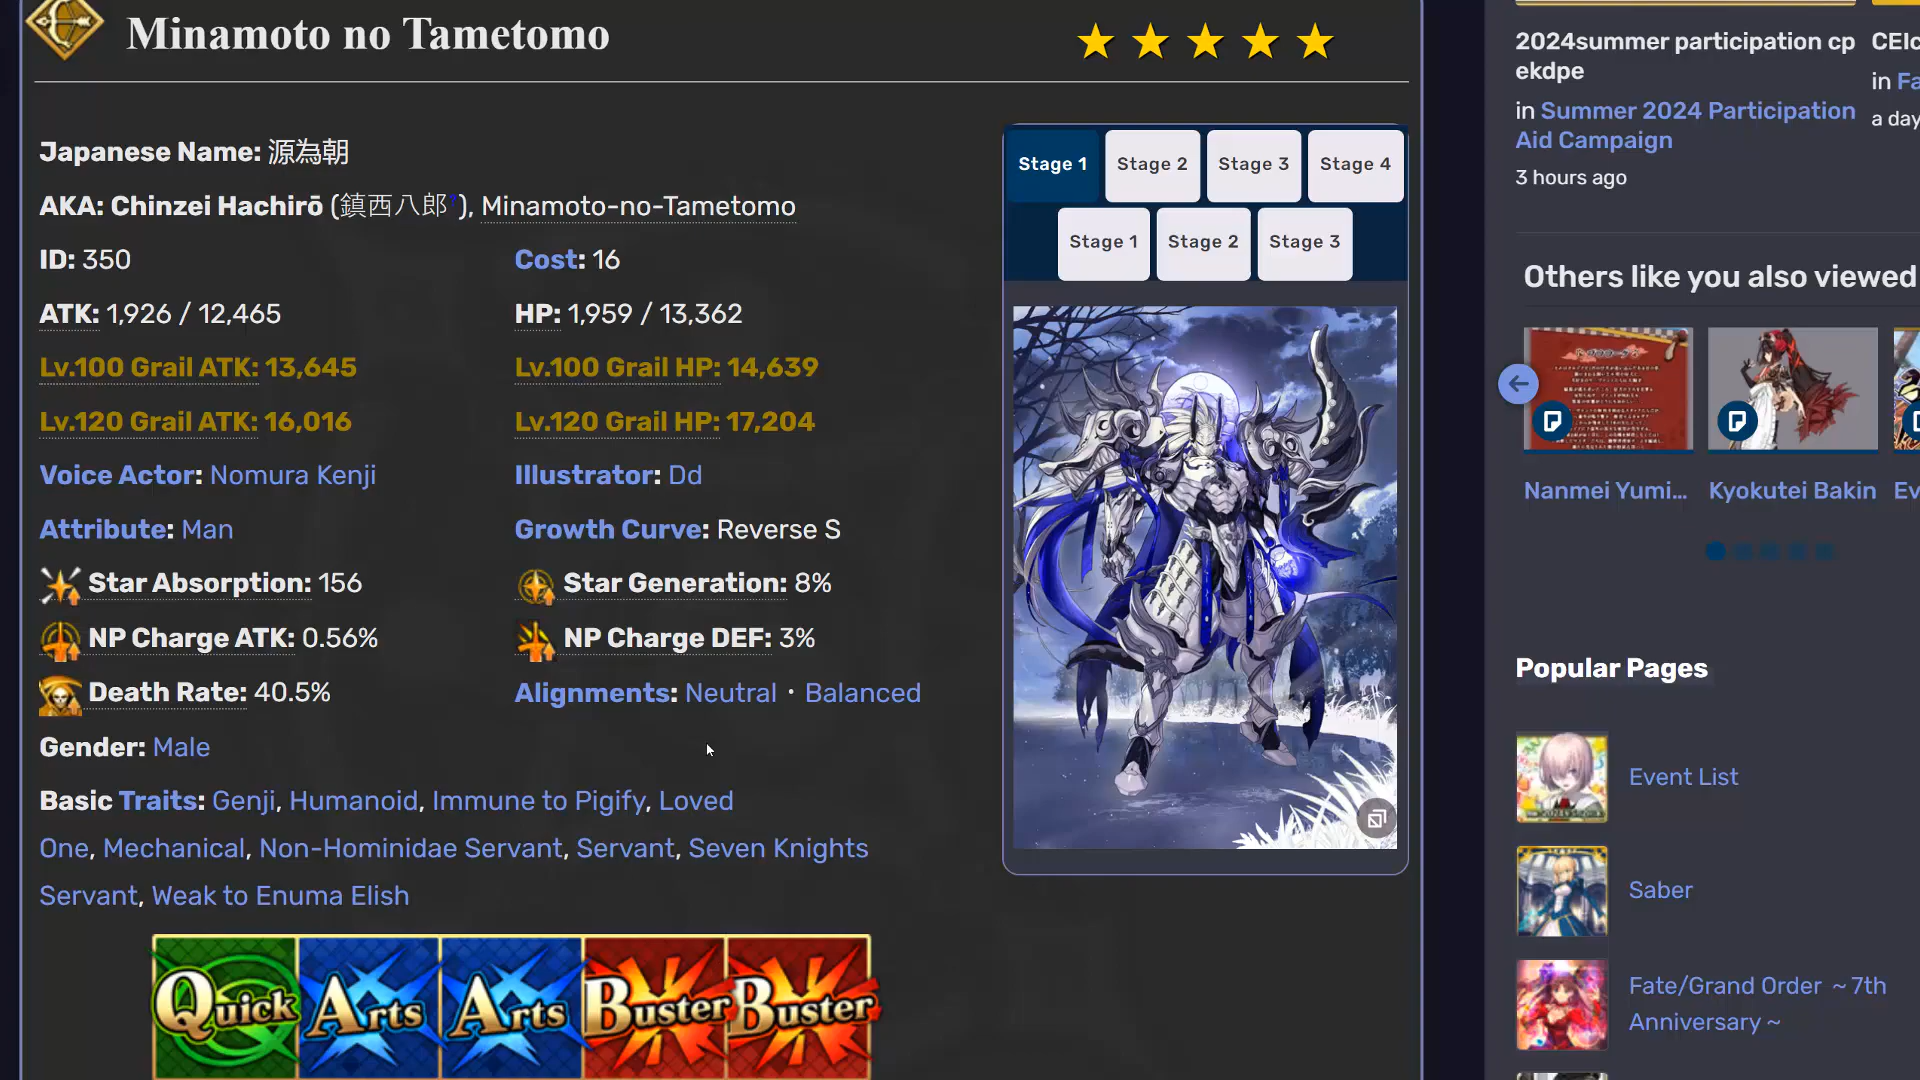 Minamoto no Tametomo
Japanese Name: 源為朝
AKA: Chinzei Hachirō (鎮西八郎?), Minamoto-no-Tametomo
ID: 350
Cost: 16
ATK: 1,926 / 12,465
HP: 1,959 / 13,362
Lv.100 Grail ATK: 13,645
Lv.100 Grail HP: 14,639
Lv.120 Grail ATK: 16,016
Lv.120 Grail HP: 17,204
Voice Actor: Nomura Kenji
Illustrator: Dd
Attribute: Man
Growth Curve: Reverse S
Star Absorption: 156
Star Generation: 8%
NP Charge ATK: 0.56%
NP Charge DEF: 3%
Death Rate: 40.5%
Alignments: Neutral・Balanced
Gender: Male
Basic Traits: Genji, Humanoid, Immune to Pigify, Loved
One, Mechanical, Non-Hominidae Servant, Servant, Seven Knights
Servant, Weak to Enuma Elish
Quick Arts Arts Buster Buster
Stage 1 Stage 2 Stage 3 Stage 4
Stage 1 Stage 2 Stage 3
2024summer participation cp
ekdpe
in Summer 2024 Participation
Aid Campaign
3 hours ago
CEIc
in Fa
a day
Others like you also viewed
Nanmei Yumi...
Kyokutei Bakin
Ev
Popular Pages
Event List
Saber
Fate/Grand Order ~7th
Anniversary ~